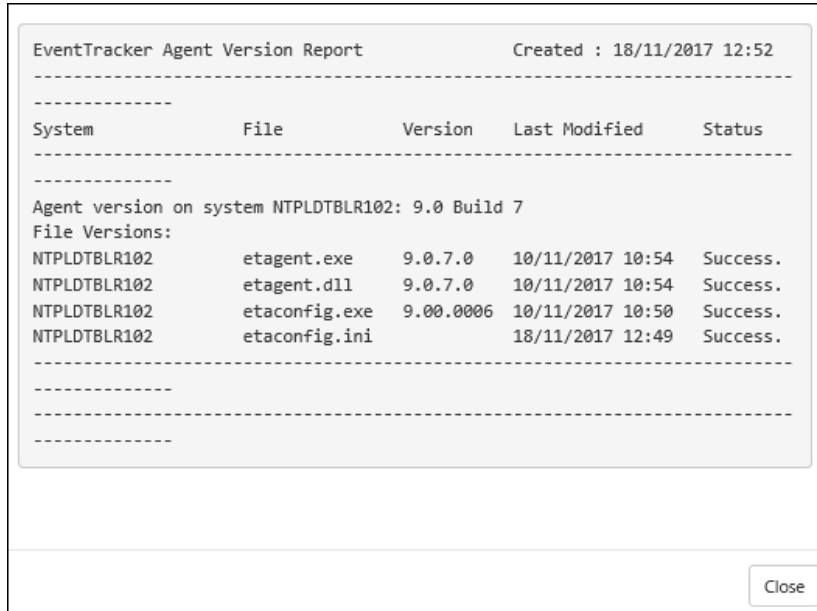 EventTracker Agent Version Report Created : 18/11/2017 12:52
----------------------------------------------------------------------------
--------------
System File Version Last Modified Status
----------------------------------------------------------------------------
--------------
Agent version on system NTPLDTBLR102: 9.0 Build 7
File Versions:
NTPLDTBLR102 etagent.exe 9.0.7.0 10/11/2017 10:54 Success.
NTPLDTBLR102 etagent.dll 9.0.7.0 10/11/2017 10:54 Success.
NTPLDTBLR102 etaconfig.exe 9.00.0006 10/11/2017 10:50 Success.
NTPLDTBLR102 etaconfig.ini 18/11/2017 12:49 Success.
----------------------------------------------------------------------------
--------------
----------------------------------------------------------------------------
--------------
Close